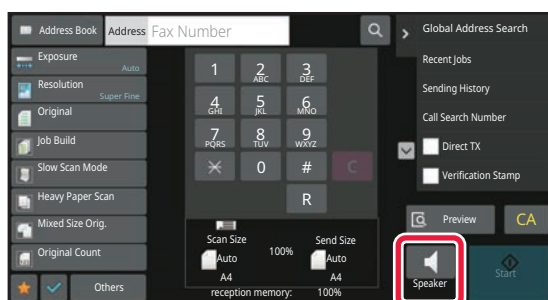 Address Book
Address
Fax Number
Exposure
Auto
Resolution
Super Fine
Original
Job Build
Slow Scan Mode
Heavy Paper Scan
Mixed Size Orig.
Original Count
Others
1
2
ABC
3
DEF
4
GHI
5
JKL
6
MNO
7
PQRS
8
TUV
9
WXYZ
0
#
C
R
Scan Size
Auto
A4
100%
Send Size
Auto
A4
reception memory: 100%
Global Address Search
Recent Jobs
Sending History
Call Search Number
Direct TX
Verification Stamp
Preview
CA
Speaker
Start